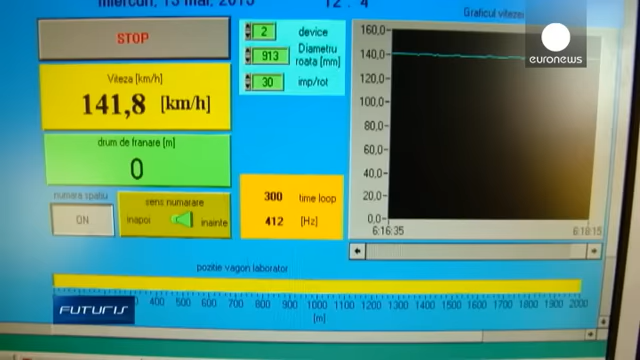 miercuri, 13 mai, 2015
12 : 4
STOP
Viteza [km/h]
141,8 [km/h]
drum de franare [m]
0
numara spatiu
ON
sens numarare
inapoi
inainte
2 device
913 Diametru roata [mm]
30 imp/rot
300 time loop
412 [Hz]
Graficul vitezei
160,0
140,0
120,0
100,0
80,0
60,0
40,0
20,0
0,0
6:16:35
6:18:15
euronews
pozitie vagon laborator
400 500 600 700 800 900 1000 1100 1200 1300 1400 1500 1600 1700 1800 1900 2000
[m]
FUTURIS